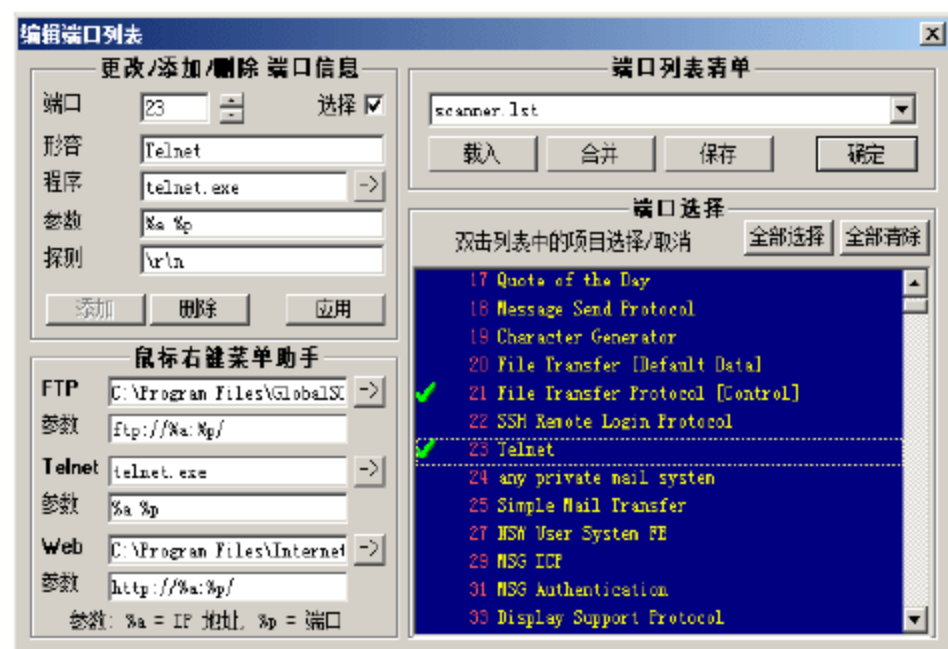 编辑端口列表
更改/添加/删除 端口信息
端口 23 选择
形容 Telnet
程序 telnet.exe ->
参数 %a %p
探测 \r\n
添加 删除 应用
鼠标右键菜单助手
FTP C:\Program Files\GlobalSC ->
参数 ftp://%a:%p/
Telnet telnet.exe ->
参数 %a %p
Web C:\Program Files\Internet ->
参数 http://%a:%p/
参数: %a = IP 地址, %p = 端口
端口列表清单
scanner.lst
载入 合并 保存 确定
端口选择
双击列表中的项目选择/取消 全部选择 全部清除
17 Quote of the Day
18 Message Send Protocol
19 Character Generator
20 File Transfer [Default Data]
21 File Transfer Protocol [Control]
22 SSH Remote Login Protocol
23 Telnet
24 any private mail system
25 Simple Mail Transfer
27 NSW User System FE
29 MSG ICP
31 MSG Authentication
33 Display Support Protocol